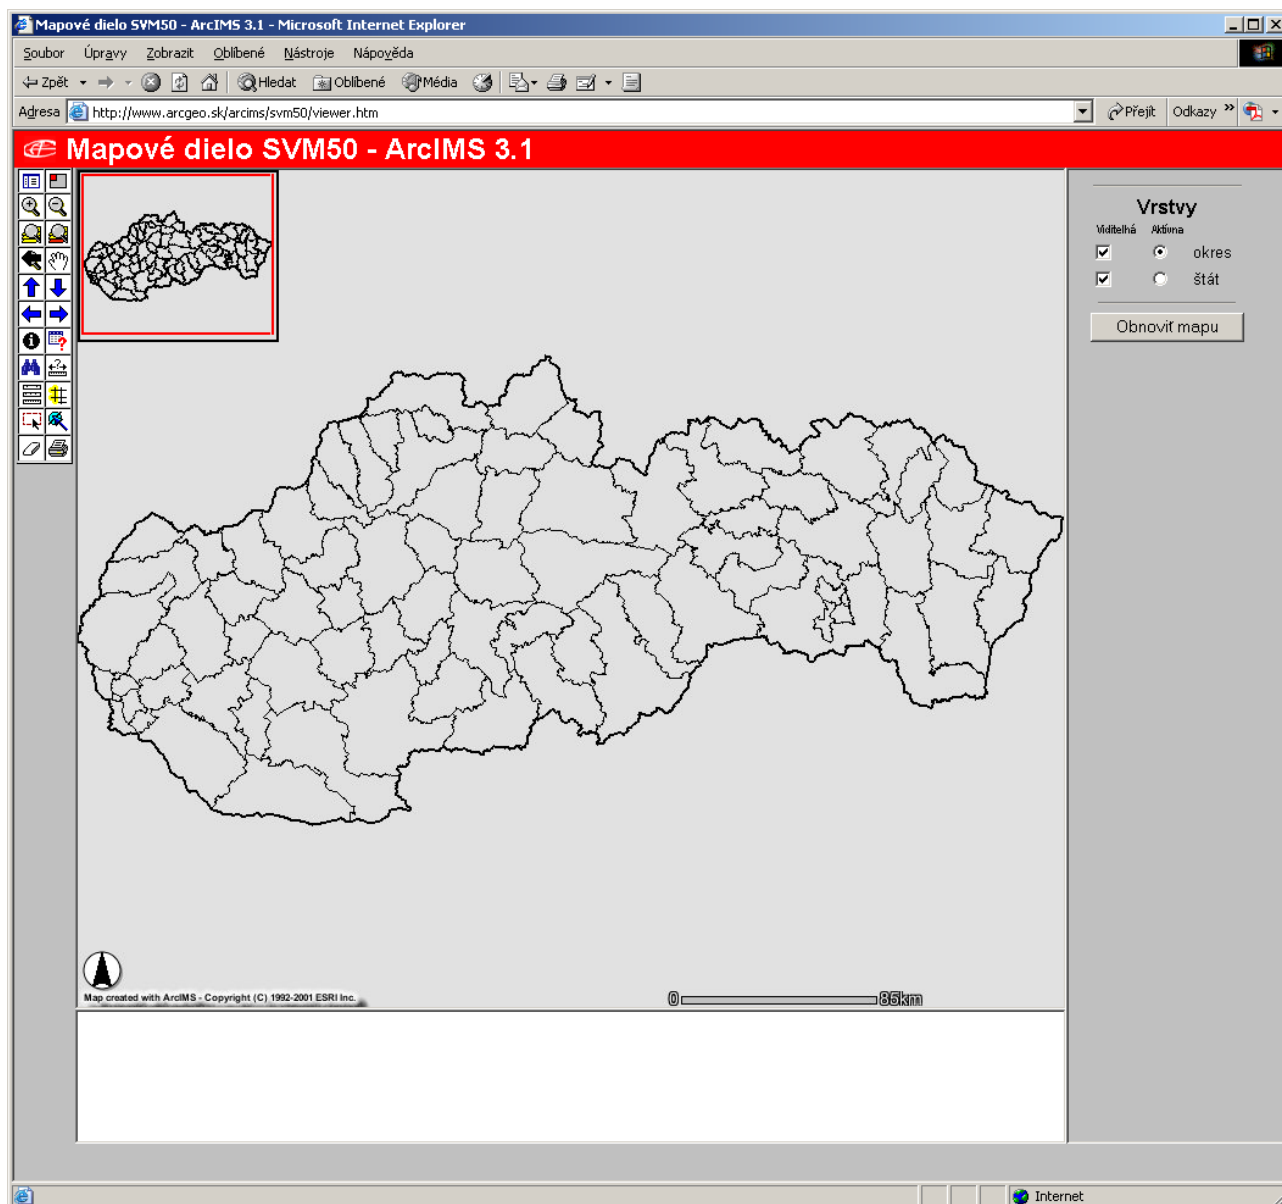 Mapové dielo SVM50 - ArcIMS 3.1 - Microsoft Internet Explorer
Soubor Úpravy Zobrazit Oblíbené Nástroje Nápověda
Zpět Hledat Oblíbené Média
Adresa http://www.arcgeo.sk/arcims/svm50/viewer.htm Přejít Odkazy »
Mapové dielo SVM50 - ArcIMS 3.1
Vrstvy
Viditelná Aktívna
okres
štát
Obnoviť mapu
Map created with ArcIMS - Copyright (C) 1992-2001 ESRI Inc.
0 86km
Internet